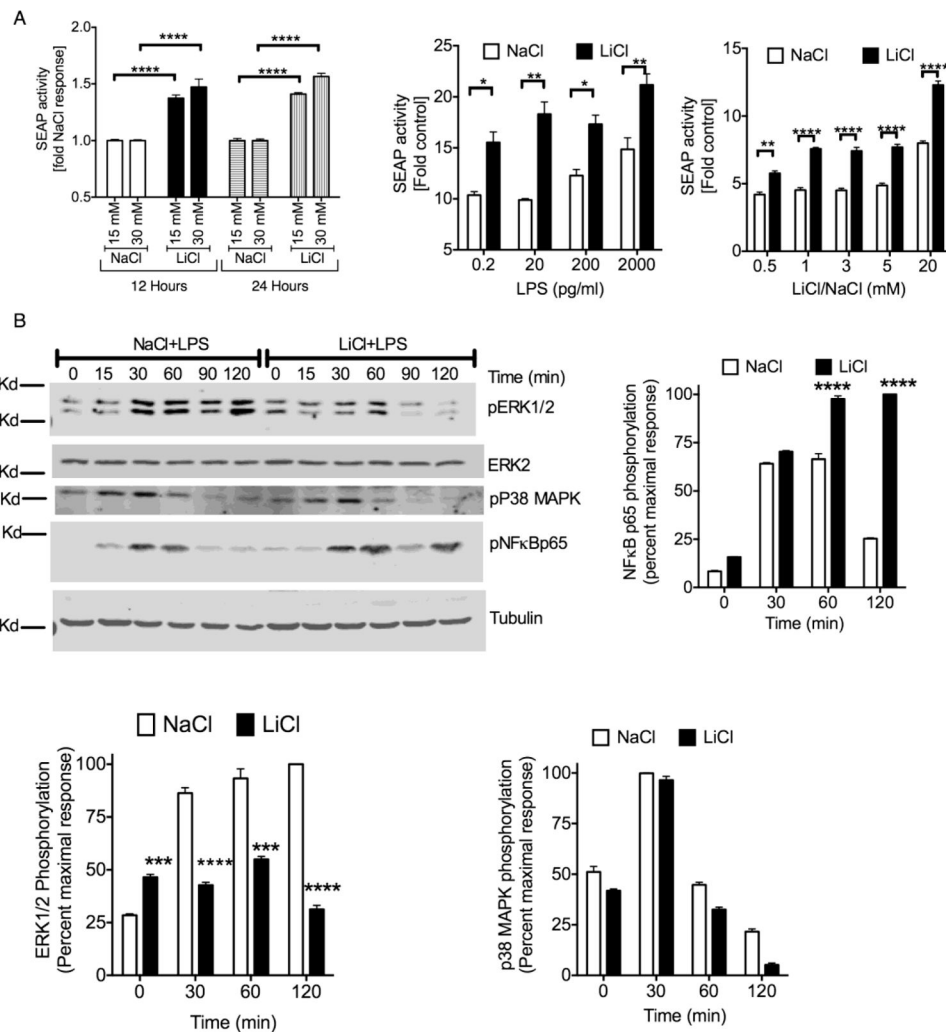 A
SEAP activity
[fold NaCl response]
2.0
1.5
1.0
0.5
**** ****
**** ****
15 mM 30 mM 15 mM 30 mM 15 mM 30 mM 15 mM 30 mM
NaCl LiCl NaCl LiCl
12 Hours 24 Hours
NaCl LiCl
SEAP activity
[Fold control]
25
20
15
10
5
* ** * **
0.2 20 200 2000
LPS (pg/ml)
NaCl LiCl
SEAP activity
[Fold control]
15
10
5
0
** **** **** **** ****
0.5 1 3 5 20
LiCl/NaCl (mM)
B
NaCl+LPS LiCl+LPS
0 15 30 60 90 120 0 15 30 60 90 120 Time (min)
Kd
Kd
pERK1/2
Kd
ERK2
Kd
pP38 MAPK
Kd
pNFκBp65
Kd
Tubulin
NaCl LiCl
NFκB p65 phosphorylation
(percent maximal response)
100
75
50
25
0
**** ****
0 30 60 120
Time (min)
NaCl LiCl
ERK1/2 Phosphorylation
(Percent maximal response)
100
75
50
25
0
*** **** *** ****
0 30 60 120
Time (min)
NaCl LiCl
p38 MAPK phosphorylation
(Percent maximal response)
100
75
50
25
0
0 30 60 120
Time (min)